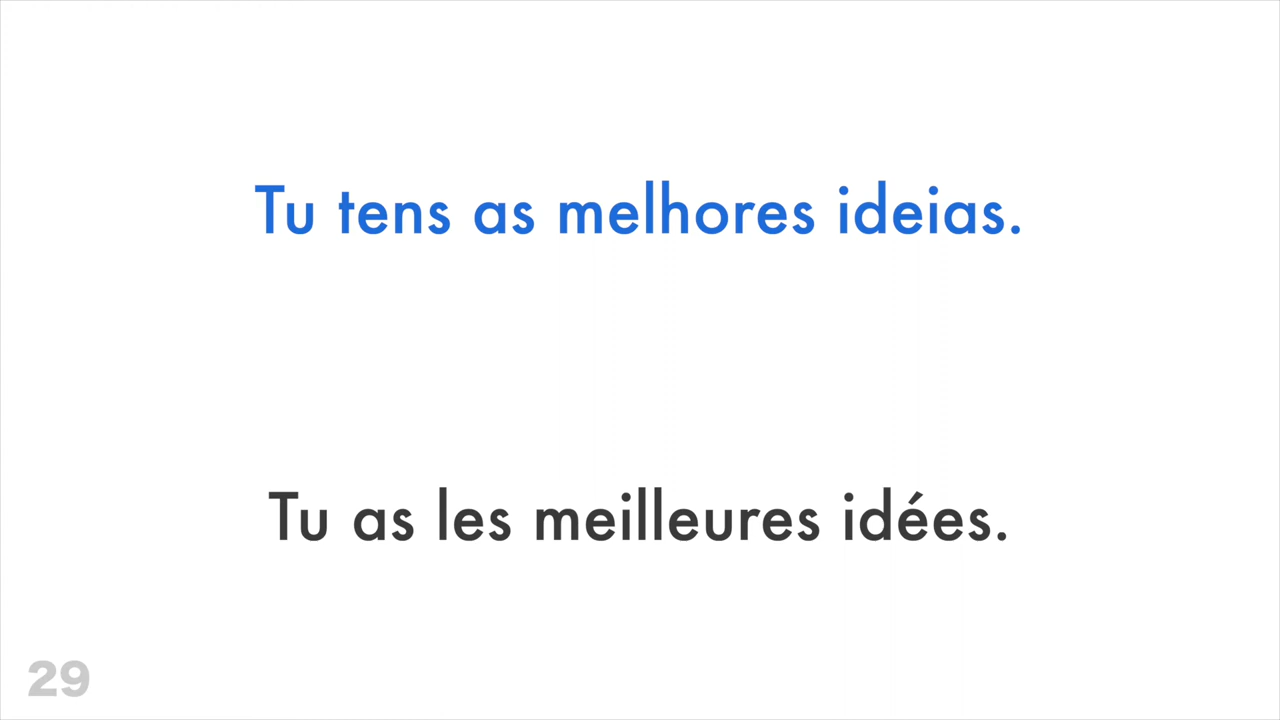 Tu tens as melhores ideias.
Tu as les meilleures idées.
29